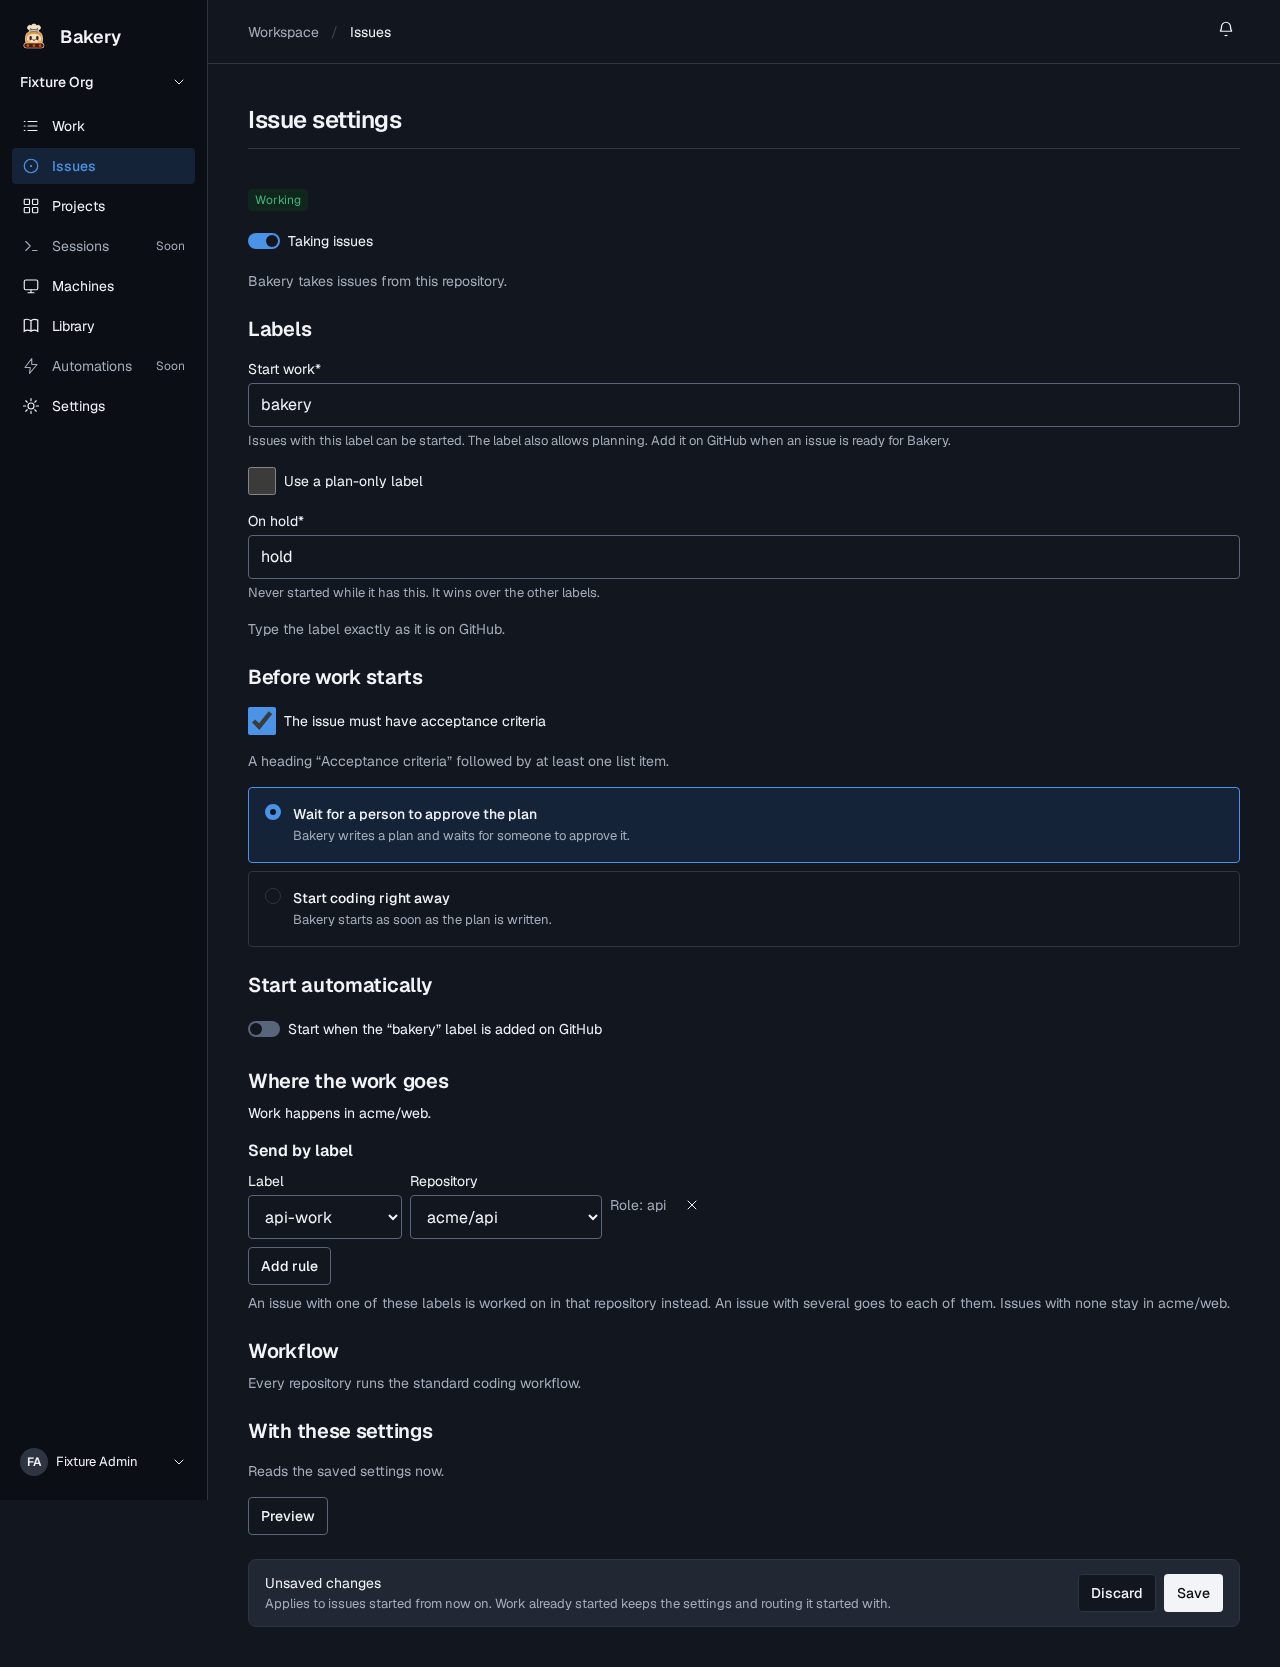 Bakery
Workspace / Issues
Fixture Org
Work
Issues
Projects
Sessions Soon
Machines
Library
Automations Soon
Settings
Issue settings
Working
Taking issues
Bakery takes issues from this repository.
Labels
Start work*
bakery
Issues with this label can be started. The label also allows planning. Add it on GitHub when an issue is ready for Bakery.
Use a plan-only label
On hold*
hold
Never started while it has this. It wins over the other labels.
Type the label exactly as it is on GitHub.
Before work starts
The issue must have acceptance criteria
A heading “Acceptance criteria” followed by at least one list item.
Wait for a person to approve the plan
Bakery writes a plan and waits for someone to approve it.
Start coding right away
Bakery starts as soon as the plan is written.
Start automatically
Start when the “bakery” label is added on GitHub
Where the work goes
Work happens in acme/web.
Send by label
Label Repository
api-work acme/api Role: api
Add rule
An issue with one of these labels is worked on in that repository instead. An issue with several goes to each of them. Issues with none stay in acme/web.
Workflow
Every repository runs the standard coding workflow.
With these settings
Reads the saved settings now.
Preview
FA Fixture Admin
Unsaved changes
Applies to issues started from now on. Work already started keeps the settings and routing it started with.
Discard Save